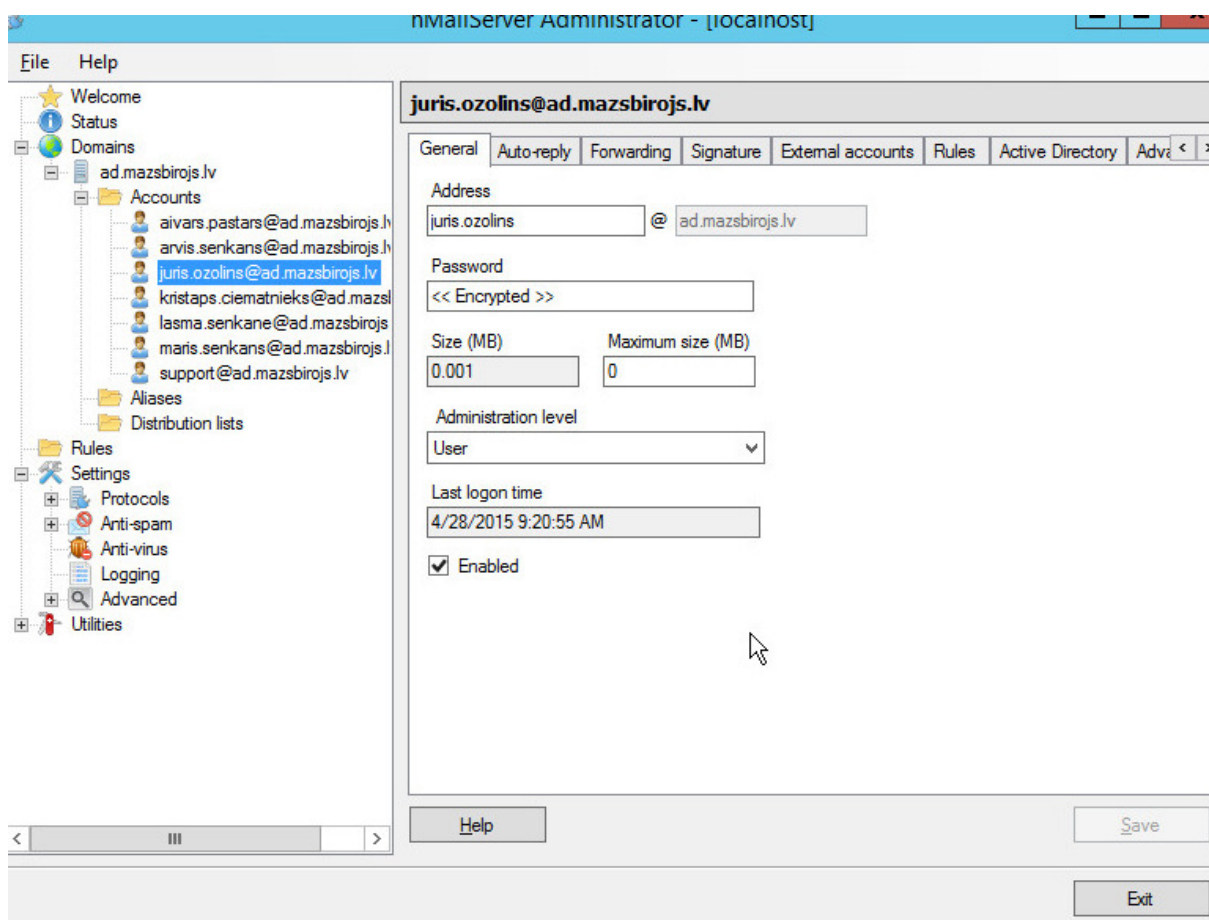 hMailServer Administrator - [localhost]
File Help
Welcome
Status
Domains
ad.mazsbirojs.lv
Accounts
aivars.pastars@ad.mazsbirojs.lv
arvis.senkans@ad.mazsbirojs.lv
juris.ozolins@ad.mazsbirojs.lv
kristaps.ciematnieks@ad.mazsl
lasma.senkane@ad.mazsbirojs
maris.senkans@ad.mazsbirojs.l
support@ad.mazsbirojs.lv
Aliases
Distribution lists
Rules
Settings
Protocols
Anti-spam
Anti-virus
Logging
Advanced
Utilities
juris.ozolins@ad.mazsbirojs.lv
General Auto-reply Forwarding Signature External accounts Rules Active Directory Adva
Address
juris.ozolins @ ad.mazsbirojs.lv
Password
<< Encrypted >>
Size (MB) Maximum size (MB)
0.001 0
Administration level
User
Last logon time
4/28/2015 9:20:55 AM
Enabled
Help Save
Exit